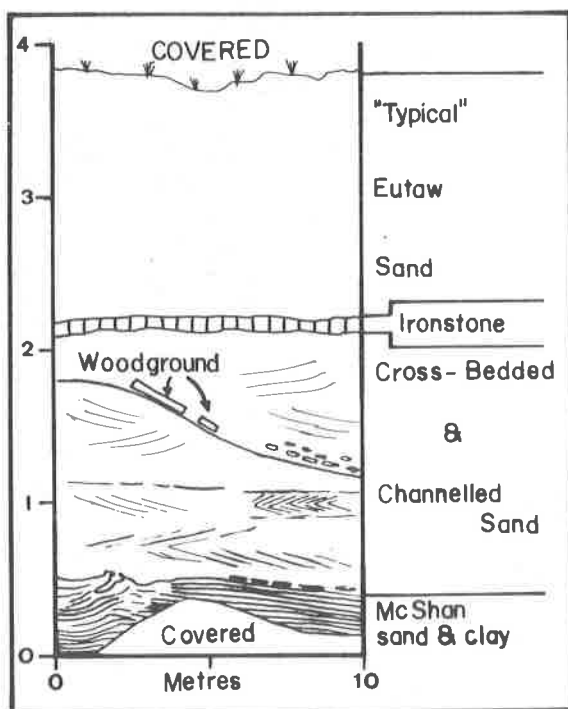 4
COVERED
"Typical"
3
Eutaw
Sand
Ironstone
2
Woodground
Cross-Bedded
&
1
Channelled
Sand
McShan
sand & clay
Covered
0
0
Metres
10